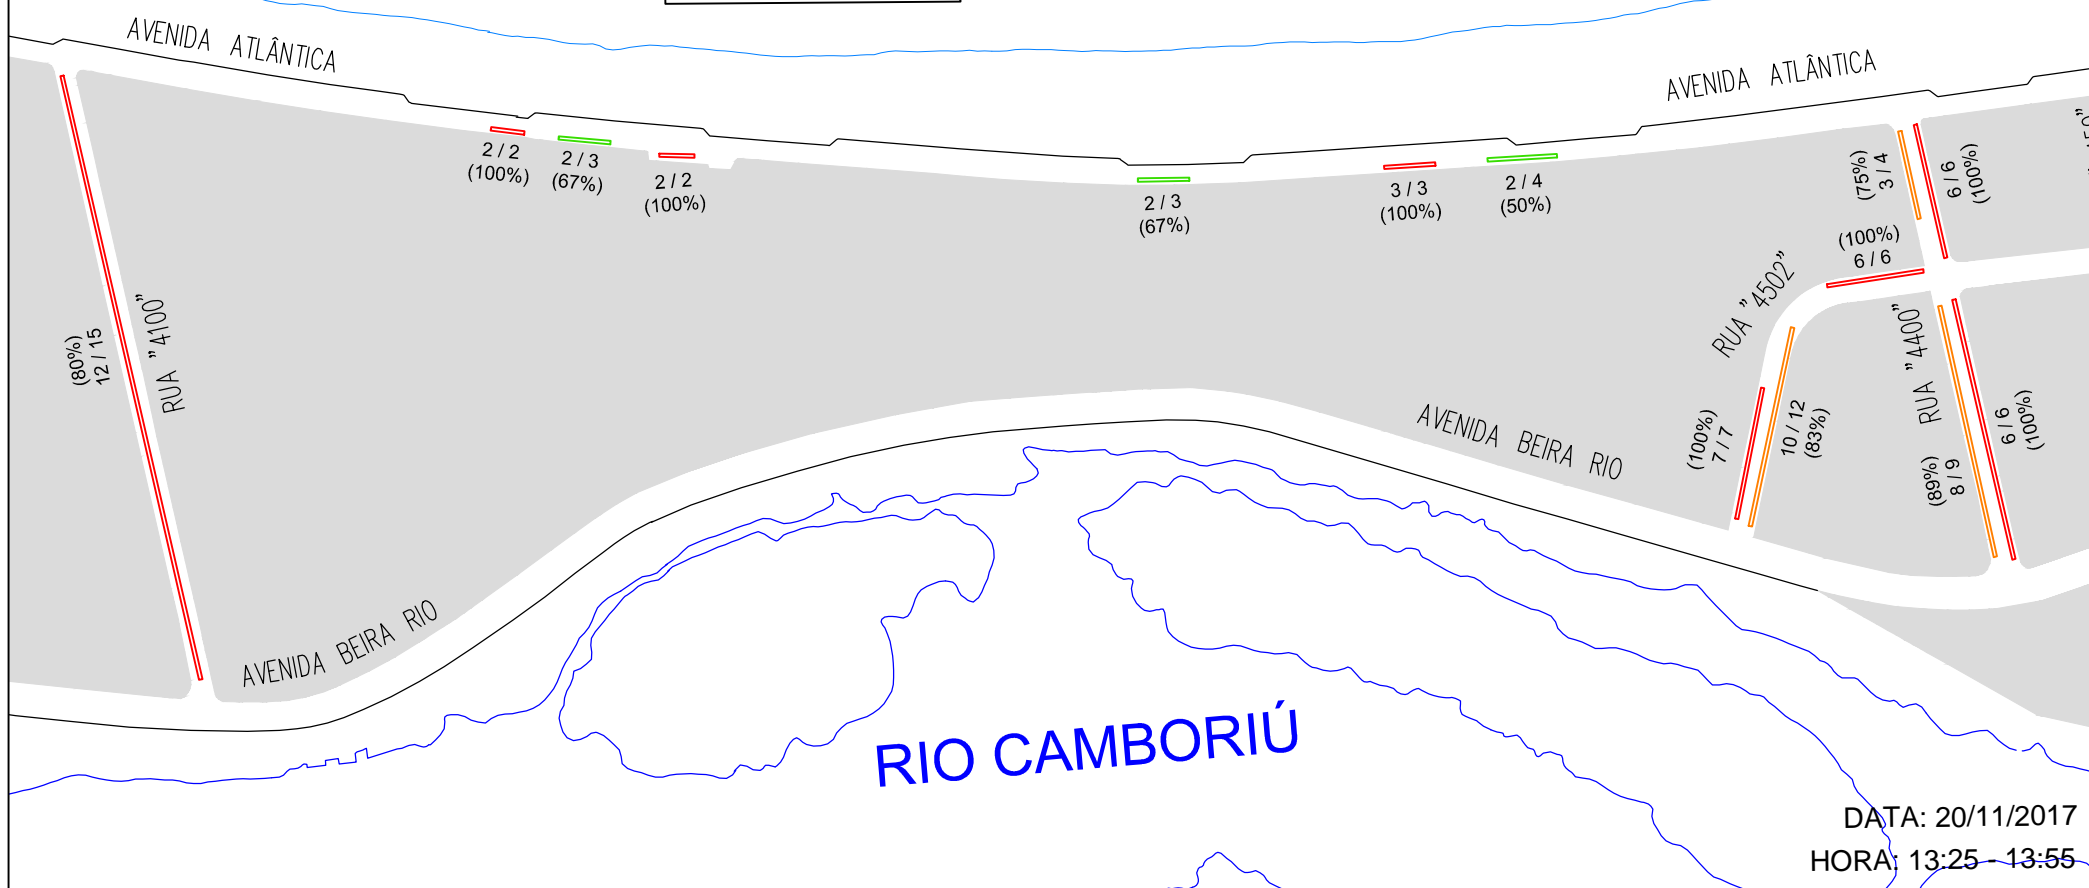 AVENIDA ATLÂNTICA
AVENIDA ATLÂNTICA
2 / 2
(100%)
2 / 3
(67%)
2 / 2
(100%)
2 / 3
(67%)
3 / 3
(100%)
2 / 4
(50%)
(75%)
3 / 4
6 / 6
(100%)
(100%)
6 / 6
RUA "4502"
(80%)
12 / 15
RUA "4100"
RUA "4400"
(100%)
7 / 7
10 / 12
(83%)
(89%)
8 / 9
6 / 6
(100%)
AVENIDA BEIRA RIO
AVENIDA BEIRA RIO
RIO CAMBORIÚ
DATA: 20/11/2017
HORA: 13:25 - 13:55